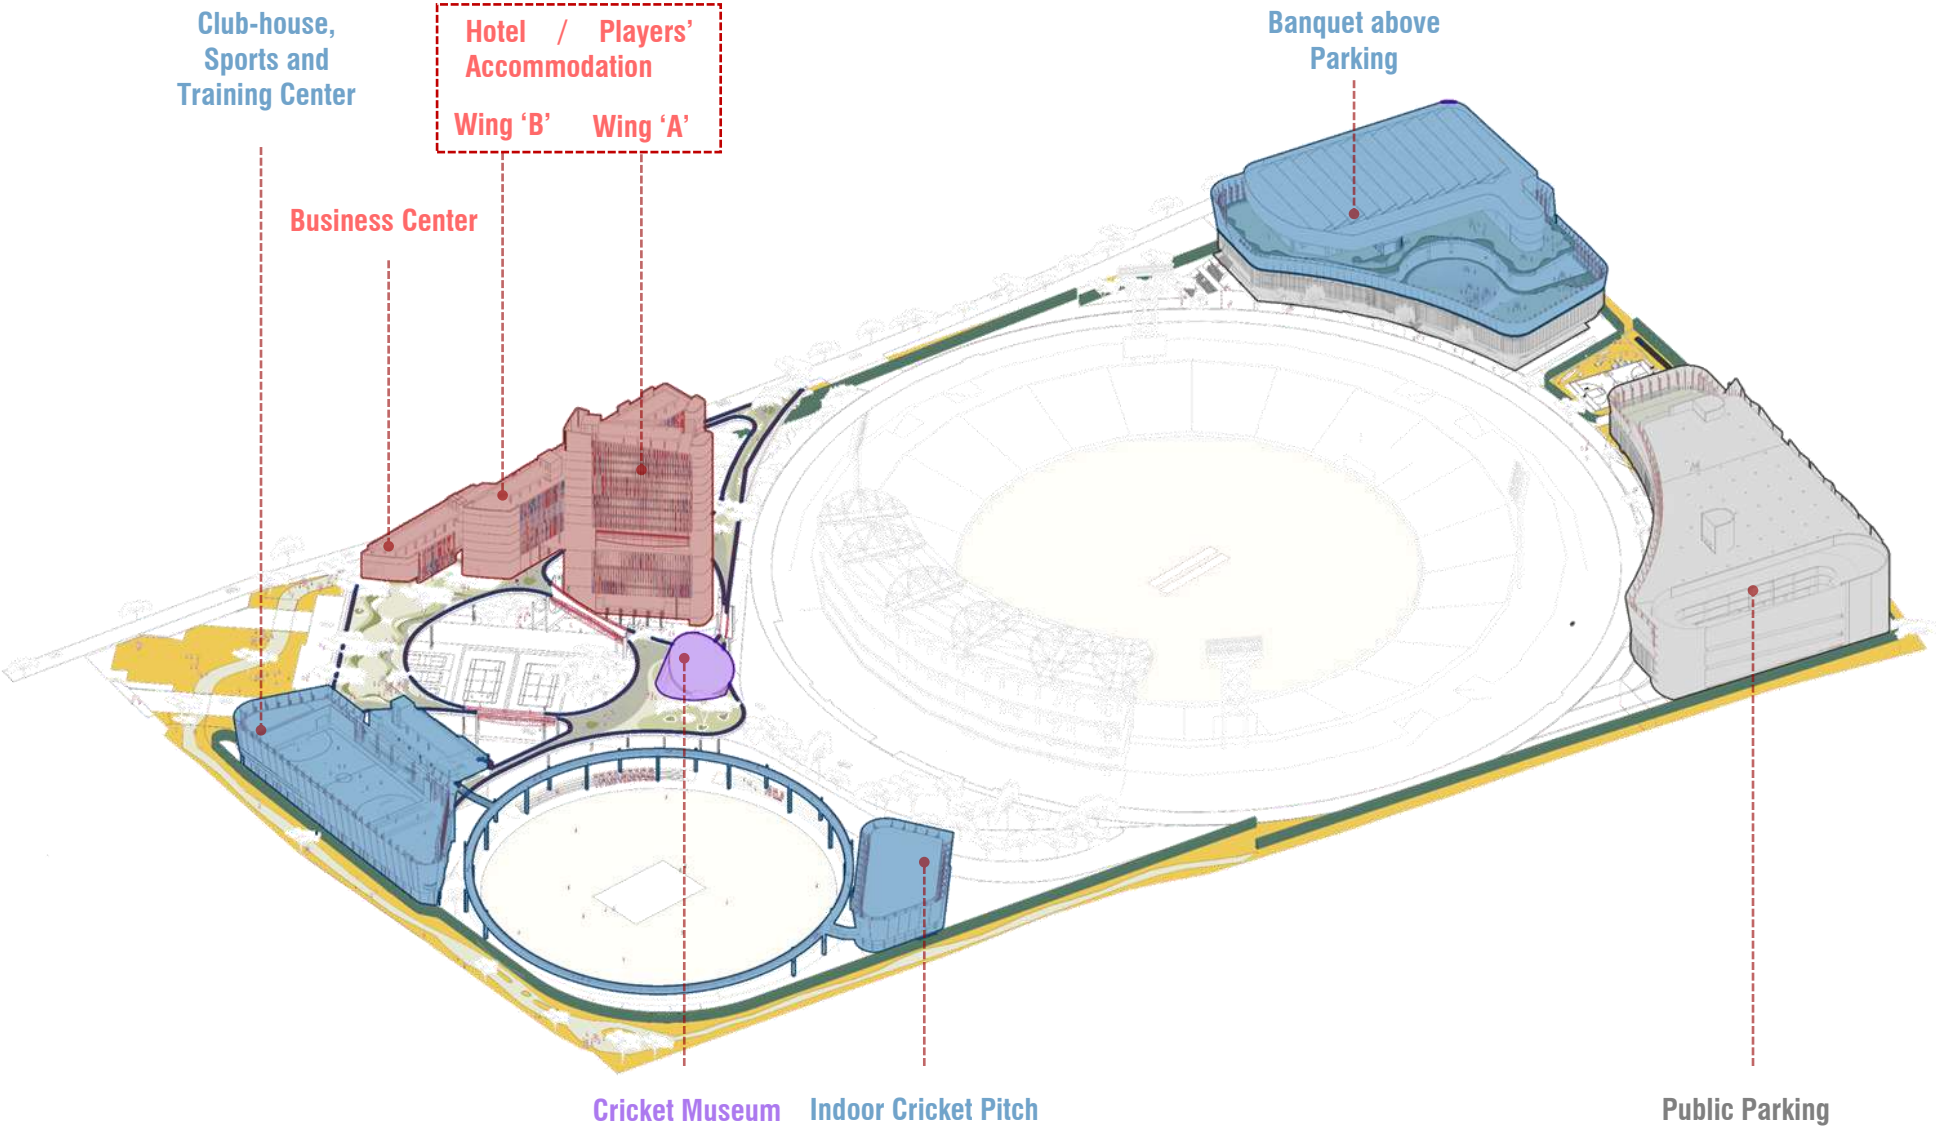 Club-house,
Sports and
Training Center
Hotel / Players’
Accommodation
Wing ‘B’ Wing ‘A’
Banquet above
Parking
Business Center
Cricket Museum
Indoor Cricket Pitch
Public Parking